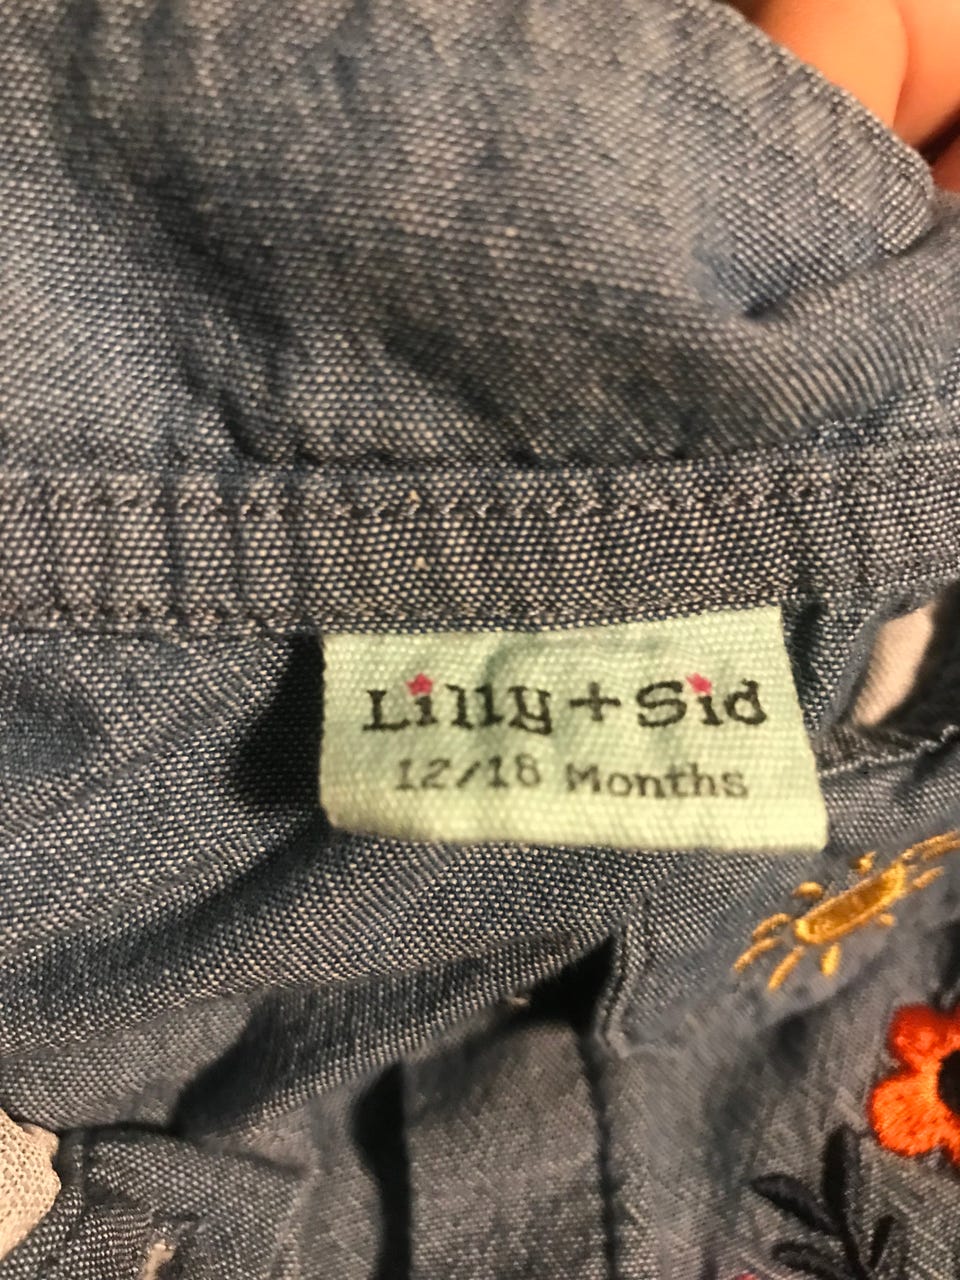 Lilly + Sid
12/18 Months